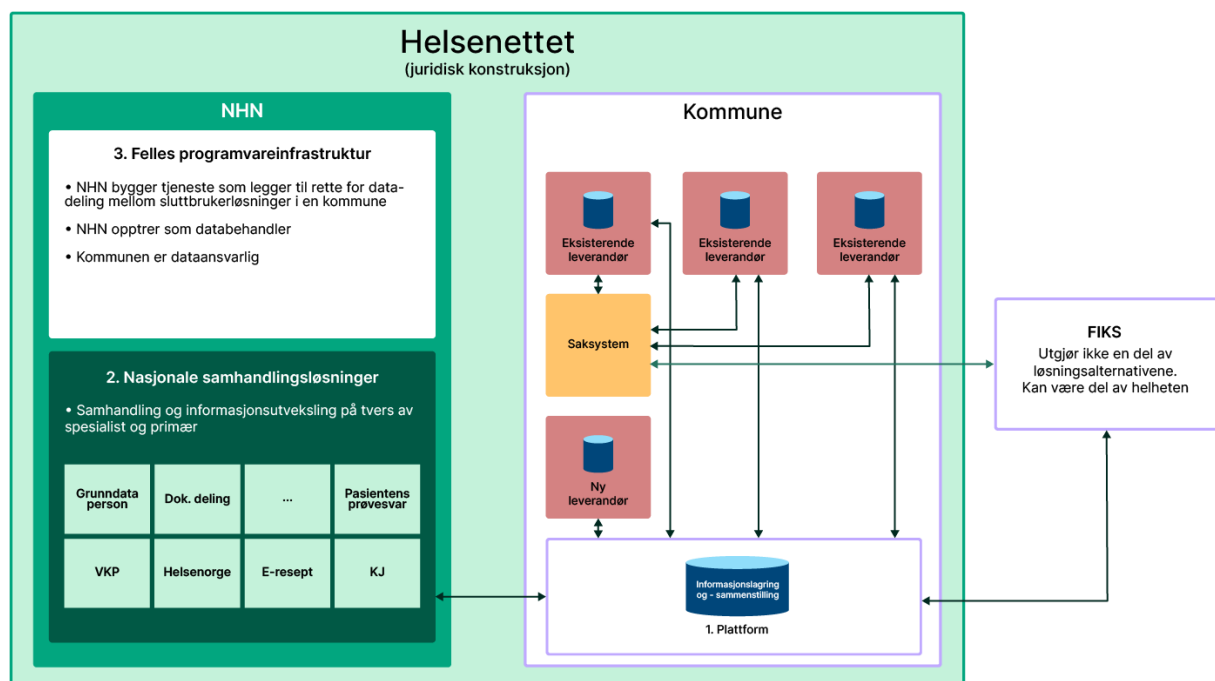 Helsenettet
(juridisk konstruksjon)
NHN
3. Felles programvareinfrastruktur
• NHN bygger tjeneste som legger til rette for data-
deling mellom sluttbrukerløsninger i en kommune
• NHN opptrer som databehandler
• Kommunen er dataansvarlig
2. Nasjonale samhandlingsløsninger
• Samhandling og informasjonsutveksling på tvers av
spesialist og primær
Grunndata
person
Dok. deling
...
Pasientens
prøvesvar
VKP
Helsenorge
E-resept
KJ
Kommune
Eksisterende
leverandør
Eksisterende
leverandør
Eksisterende
leverandør
Saksystem
Ny
leverandør
Informasjonslagring
og - sammenstilling
1. Plattform
FIKS
Utgjør ikke en del av
løsningsalternativene.
Kan være del av helheten